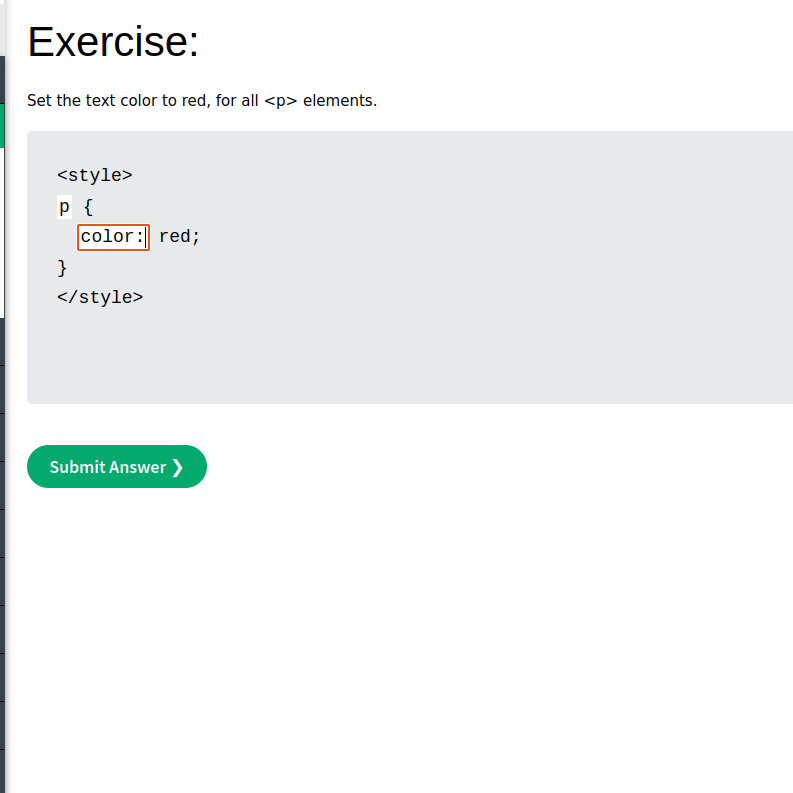 Exercise:
Set the text color to red, for all <p> elements.
<style>
p {
color: red;
}
</style>
Submit Answer ❯